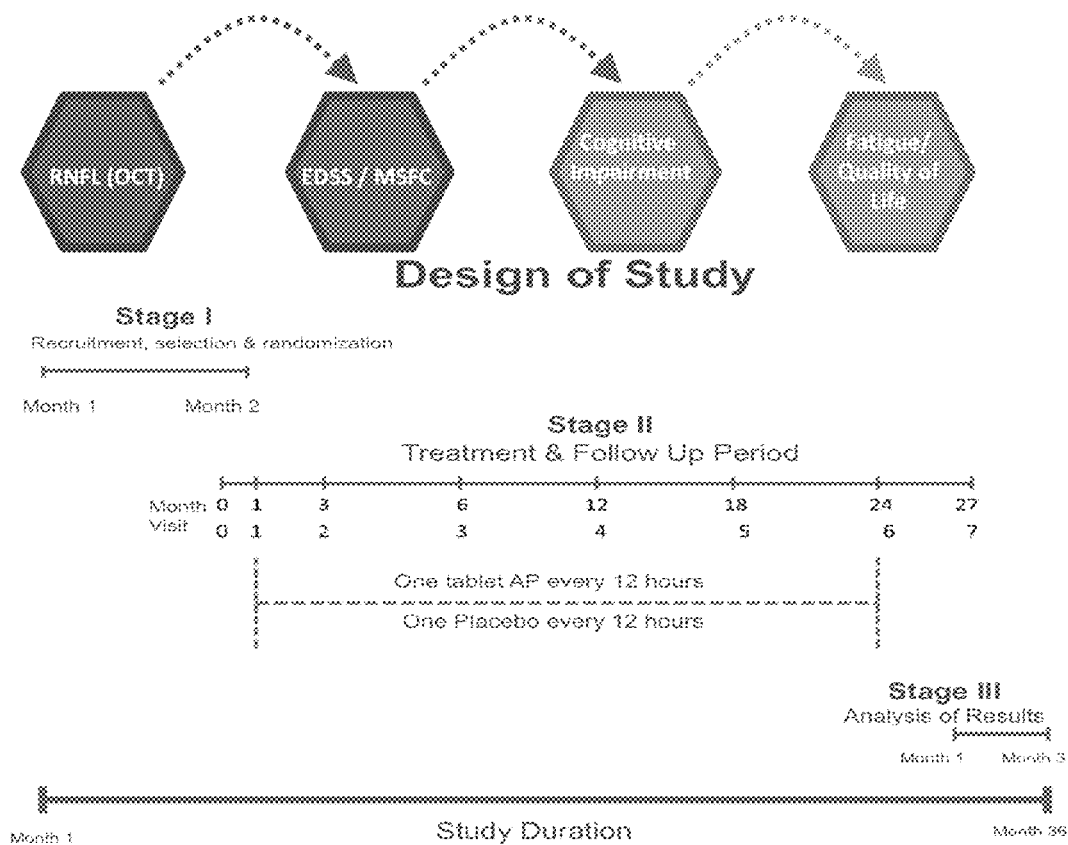 RNFL (OCT)
EDSS / MSFC
Cognitive
Impairment
Fatigue/
Quality of
Life
Design of Study
Stage I
Recruitment, selection & randomization
Month 1 Month 2
Stage II
Treatment & Follow Up Period
Month 0 1 3 6 12 18 24 27
Visit 0 1 2 3 4 5 6 7
One tablet AP every 12 hours
One Placebo every 12 hours
Stage III
Analysis of Results
Month 1 Month 3
Month 1 Study Duration Month 36